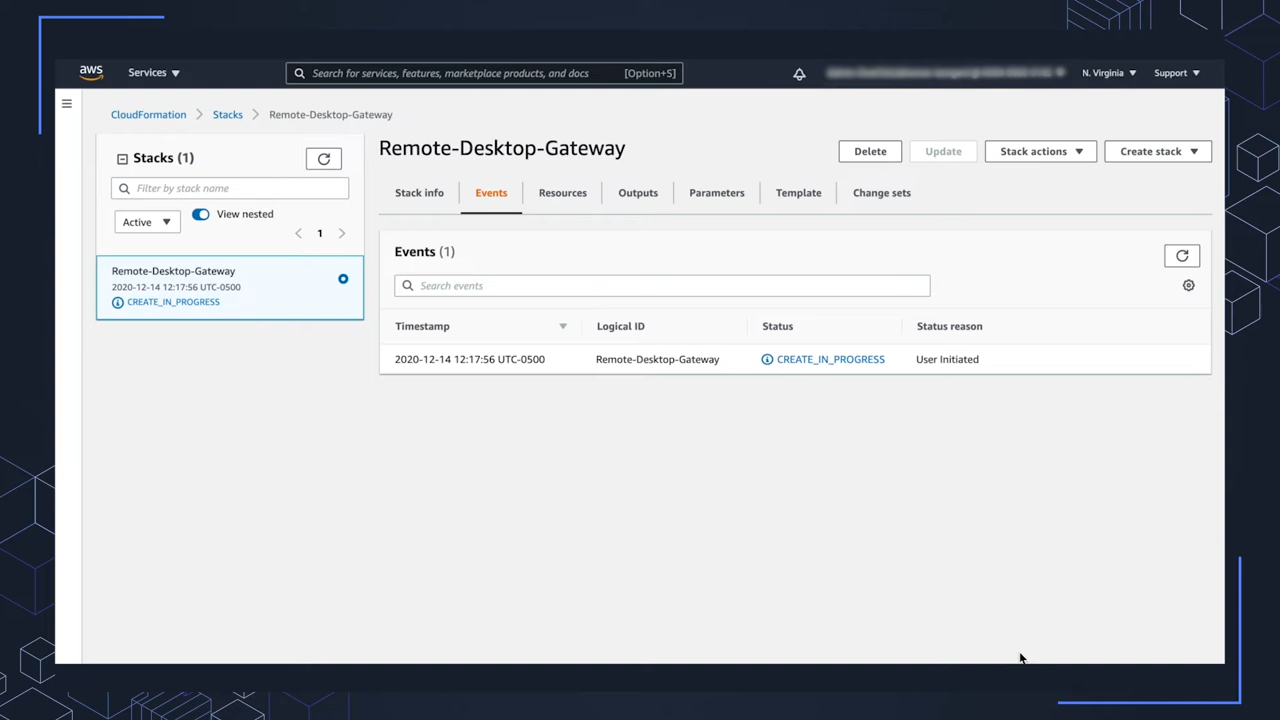 aws
Services
Search for services, features, marketplace products, and docs [Option+S]
N. Virginia
Support
CloudFormation
Stacks
Remote-Desktop-Gateway
Stacks (1)
Filter by stack name
Active
View nested
1
Remote-Desktop-Gateway
2020-12-14 12:17:56 UTC-0500
CREATE_IN_PROGRESS
Remote-Desktop-Gateway
Delete
Update
Stack actions
Create stack
Stack info
Events
Resources
Outputs
Parameters
Template
Change sets
Events (1)
Search events
Timestamp
Logical ID
Status
Status reason
2020-12-14 12:17:56 UTC-0500
Remote-Desktop-Gateway
CREATE_IN_PROGRESS
User Initiated